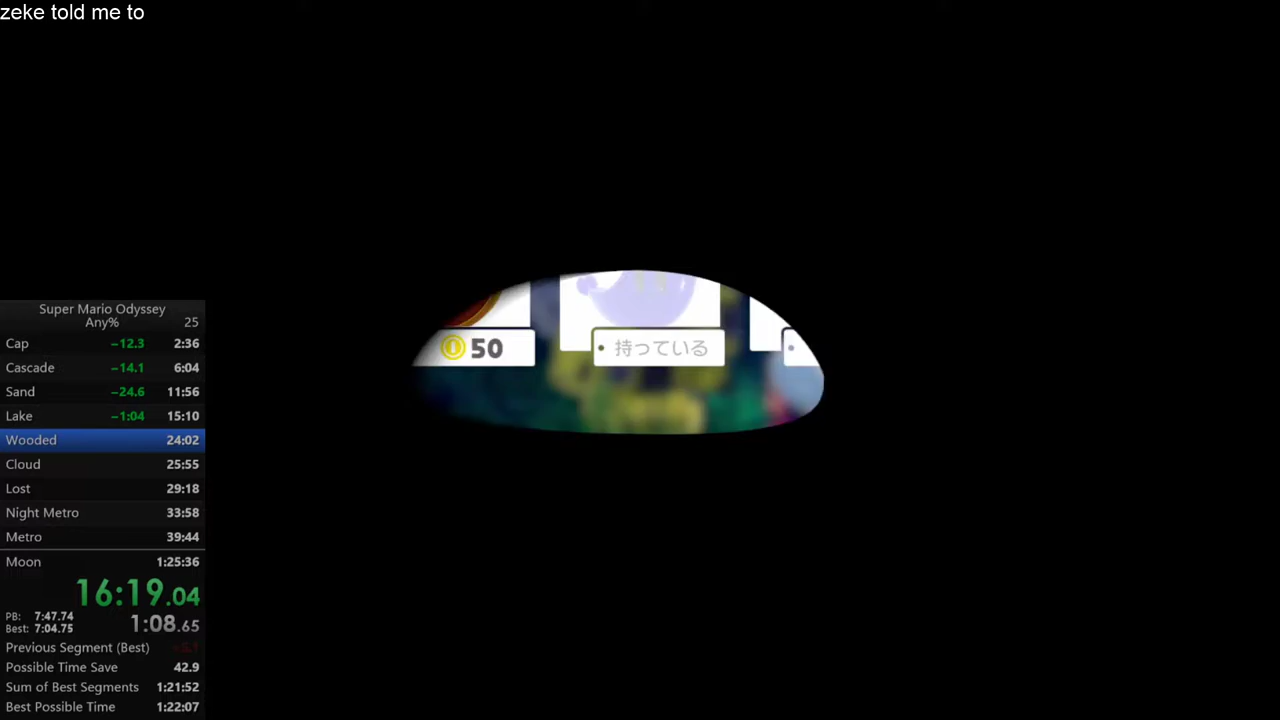 zeke told me to
50
持っている
Super Mario Odyssey
Any% 25
Cap -12.3 2:36
Cascade -14.1 6:04
Sand -24.6 11:56
Lake -1:04 15:10
Wooded 24:02
Cloud 25:55
Lost 29:18
Night Metro 33:58
Metro 39:44
Moon 1:25:36
16:19.04
PB: 7:47.74
Best: 7:04.75
1:08.65
Previous Segment (Best)
Possible Time Save 42.9
Sum of Best Segments 1:21:52
Best Possible Time 1:22:07